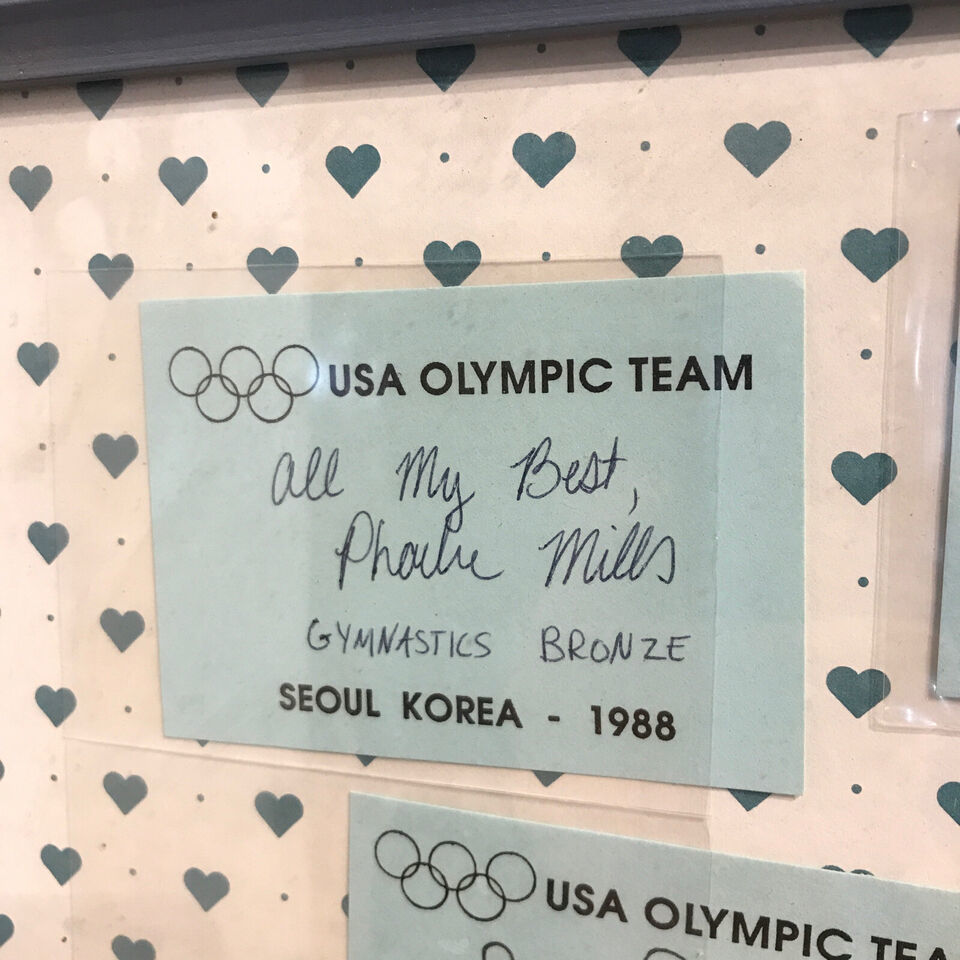 USA OLYMPIC TEAM
All My Best,
Phoebe Mills
GYMNASTICS BRONZE
SEOUL KOREA - 1988
USA OLYMPIC TEA